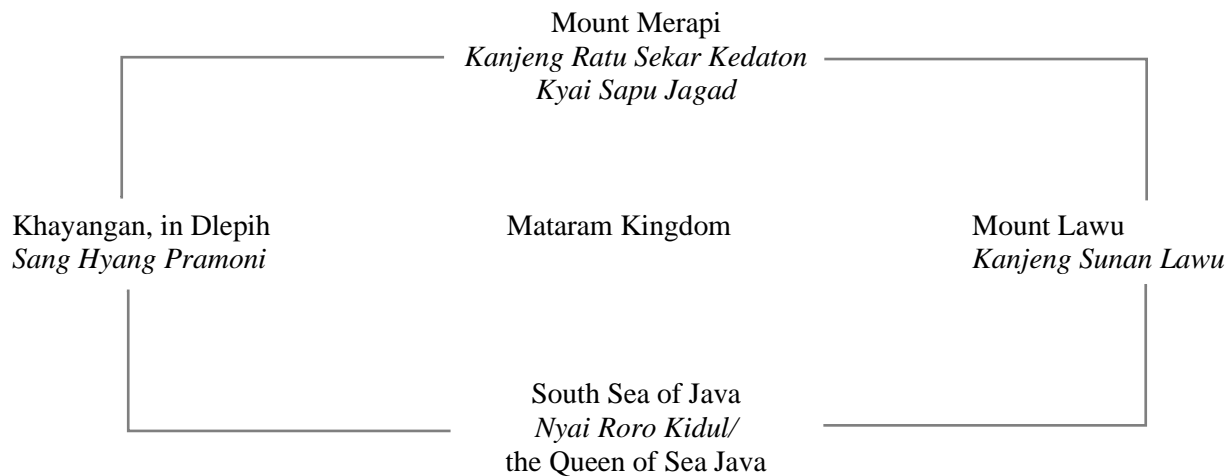 Mount Merapi
Kanjeng Ratu Sekar Kedaton
Kyai Sapu Jagad
Khayangan, in Dlepih
Sang Hyang Pramoni
Mataram Kingdom
Mount Lawu
Kanjeng Sunan Lawu
South Sea of Java
Nyai Roro Kidul/
the Queen of Sea Java